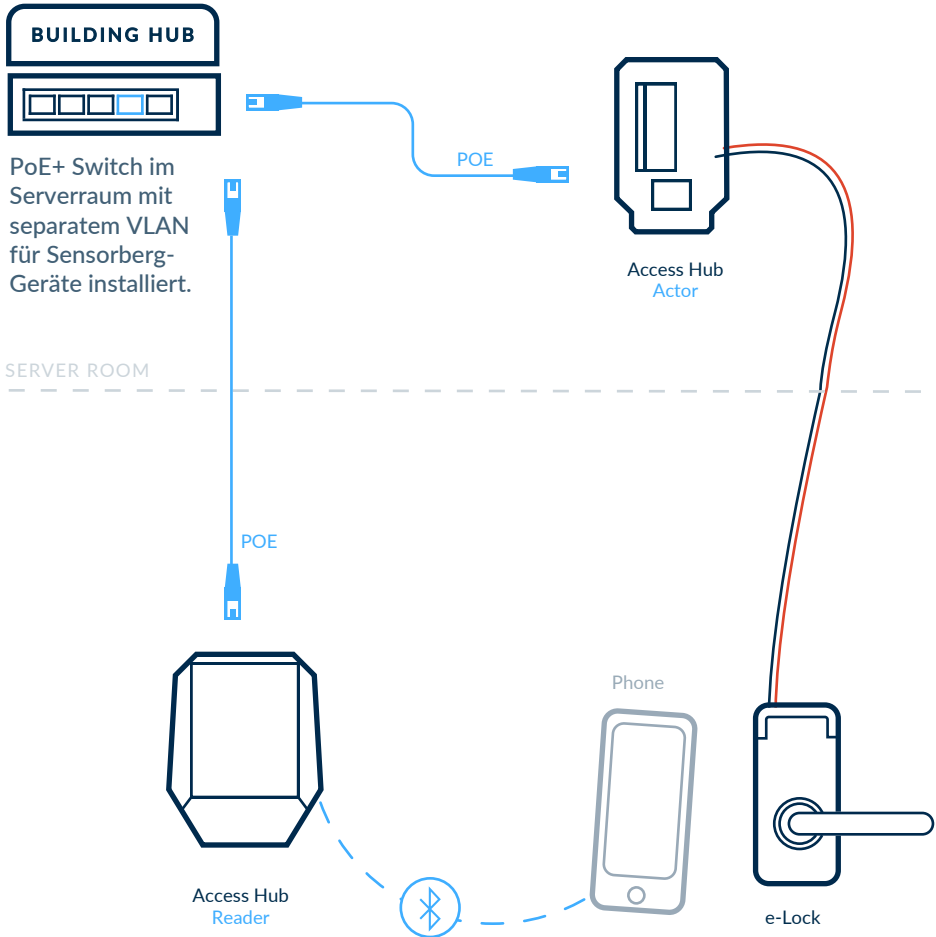 BUILDING HUB
PoE+ Switch im
Serverraum mit
separatem VLAN
für Sensorberg-
Geräte installiert.
POE
Access Hub
Actor
SERVER ROOM
POE
Phone
Access Hub
Reader
e-Lock